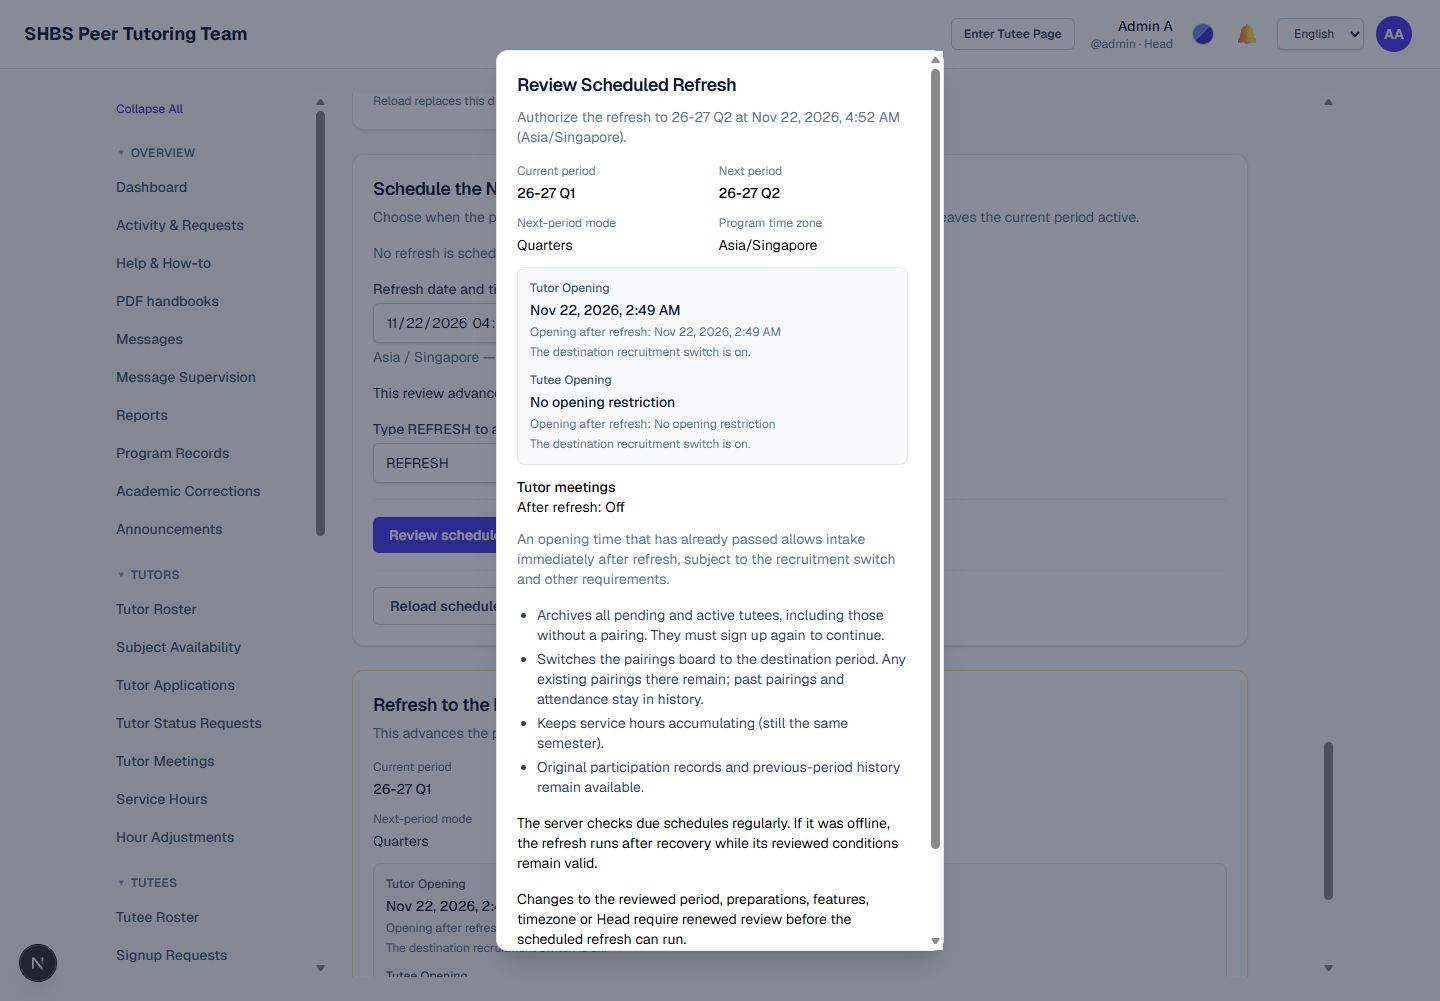 SHBS Peer Tutoring Team
Enter Tutee Page
Admin A
@admin · Head
English
AA
Collapse All
OVERVIEW
Dashboard
Activity & Requests
Help & How-to
PDF handbooks
Messages
Message Supervision
Reports
Program Records
Academic Corrections
Announcements
TUTORS
Tutor Roster
Subject Availability
Tutor Applications
Tutor Status Requests
Tutor Meetings
Service Hours
Hour Adjustments
TUTEES
Tutee Roster
Signup Requests
N
Reload replaces this d
Schedule the N
Choose when the p
eaves the current period active.
No refresh is sched
Refresh date and ti
11/22/2026 04:
Asia / Singapore —
This review advanc
Type REFRESH to a
REFRESH
Review schedul
Reload schedule
Refresh to the
This advances the p
Current period
26-27 Q1
Next-period mode
Quarters
Tutor Opening
Nov 22, 2026, 2:4
Opening after refres
The destination recru
Tutee Opening
Review Scheduled Refresh
Authorize the refresh to 26-27 Q2 at Nov 22, 2026, 4:52 AM
(Asia/Singapore).
Current period
Next period
26-27 Q1
26-27 Q2
Next-period mode
Program time zone
Quarters
Asia/Singapore
Tutor Opening
Nov 22, 2026, 2:49 AM
Opening after refresh: Nov 22, 2026, 2:49 AM
The destination recruitment switch is on.
Tutee Opening
No opening restriction
Opening after refresh: No opening restriction
The destination recruitment switch is on.
Tutor meetings
After refresh: Off
An opening time that has already passed allows intake
immediately after refresh, subject to the recruitment switch
and other requirements.
Archives all pending and active tutees, including those
without a pairing. They must sign up again to continue.
Switches the pairings board to the destination period. Any
existing pairings there remain; past pairings and
attendance stay in history.
Keeps service hours accumulating (still the same
semester).
Original participation records and previous-period history
remain available.
The server checks due schedules regularly. If it was offline,
the refresh runs after recovery while its reviewed conditions
remain valid.
Changes to the reviewed period, preparations, features,
timezone or Head require renewed review before the
scheduled refresh can run.